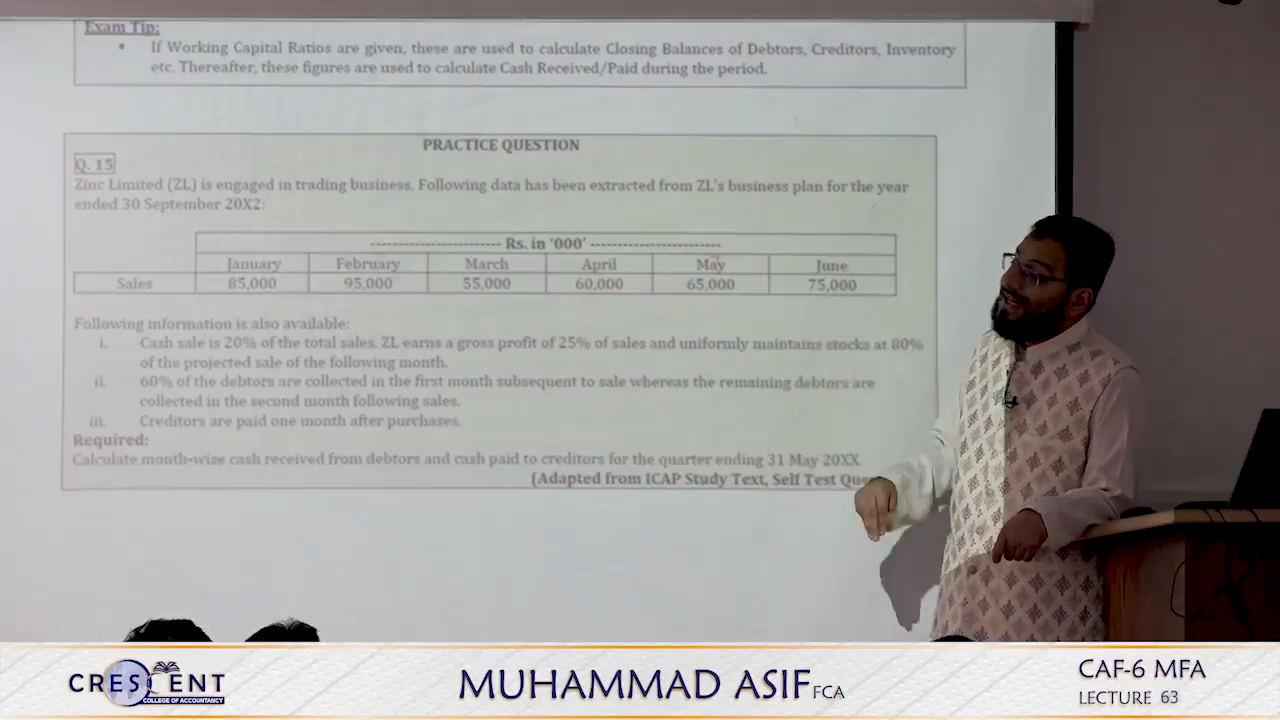 Exam Tip:
▪ If Working Capital Ratios are given, these are used to calculate Closing Balances of Debtors, Creditors, Inventory
etc. Thereafter, these figures are used to calculate Cash Received/Paid during the period.
PRACTICE QUESTION
Q. 15
Zinc Limited (ZL) is engaged in trading business. Following data has been extracted from ZL's business plan for the year
ended 30 September 20X2:
------------------------ Rs. in '000' ------------------------
January February March April May June
Sales 85,000 95,000 55,000 60,000 65,000 75,000
Following information is also available:
i. Cash sale is 20% of the total sales. ZL earns a gross profit of 25% of sales and uniformly maintains stocks at 80%
of the projected sale of the following month.
ii. 60% of the debtors are collected in the first month subsequent to sale whereas the remaining debtors are
collected in the second month following sales.
iii. Creditors are paid one month after purchases.
Required:
Calculate month-wise cash received from debtors and cash paid to creditors for the quarter ending 31 May 20XX.
(Adapted from ICAP Study Text, Self Test
CRESCENT
COLLEGE OF ACCOUNTANCY
MUHAMMAD ASIF FCA
CAF-6 MFA
LECTURE 63